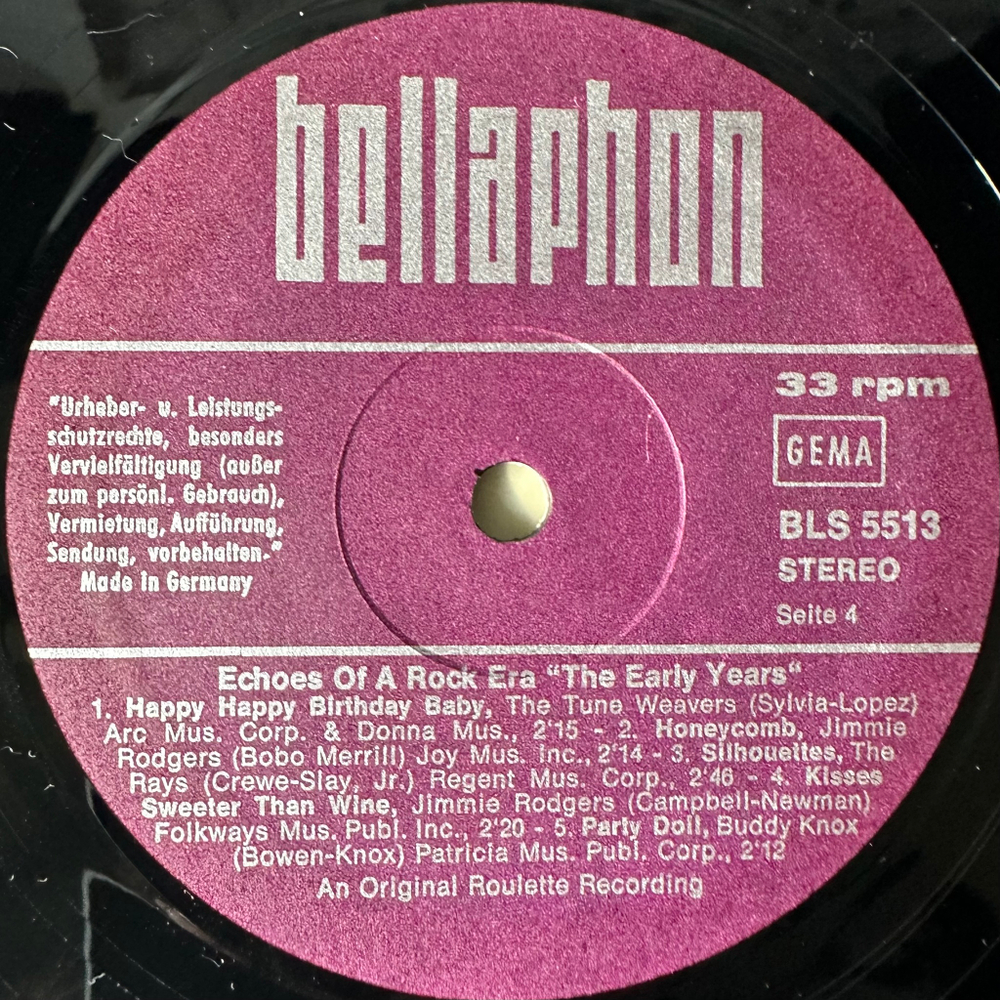 bellaphon
33 rpm
GEMA
BLS 5513
STEREO
Seite 4
"Urheber- u. Leistungs-
schutzrechte, besonders
Vervielfältigung (außer
zum persönl. Gebrauch),
Vermietung, Aufführung,
Sendung, vorbehalten."
Made in Germany
Echoes Of A Rock Era "The Early Years"
1. Happy Happy Birthday Baby, The Tune Weavers (Sylvia-Lopez)
Arc Mus. Corp. & Donna Mus., 2'15 - 2. Honeycomb, Jimmie
Rodgers (Bobo Merrill) Joy Mus. Inc., 2'14 - 3. Silhouettes, The
Rays (Crewe-Slay, Jr.) Regent Mus. Corp., 2'46 - 4. Kisses
Sweeter Than Wine, Jimmie Rodgers (Campbell-Newman)
Folkways Mus. Publ. Inc., 2'20 - 5. Party Doll, Buddy Knox
(Bowen-Knox) Patricia Mus. Publ. Corp., 2'12
An Original Roulette Recording